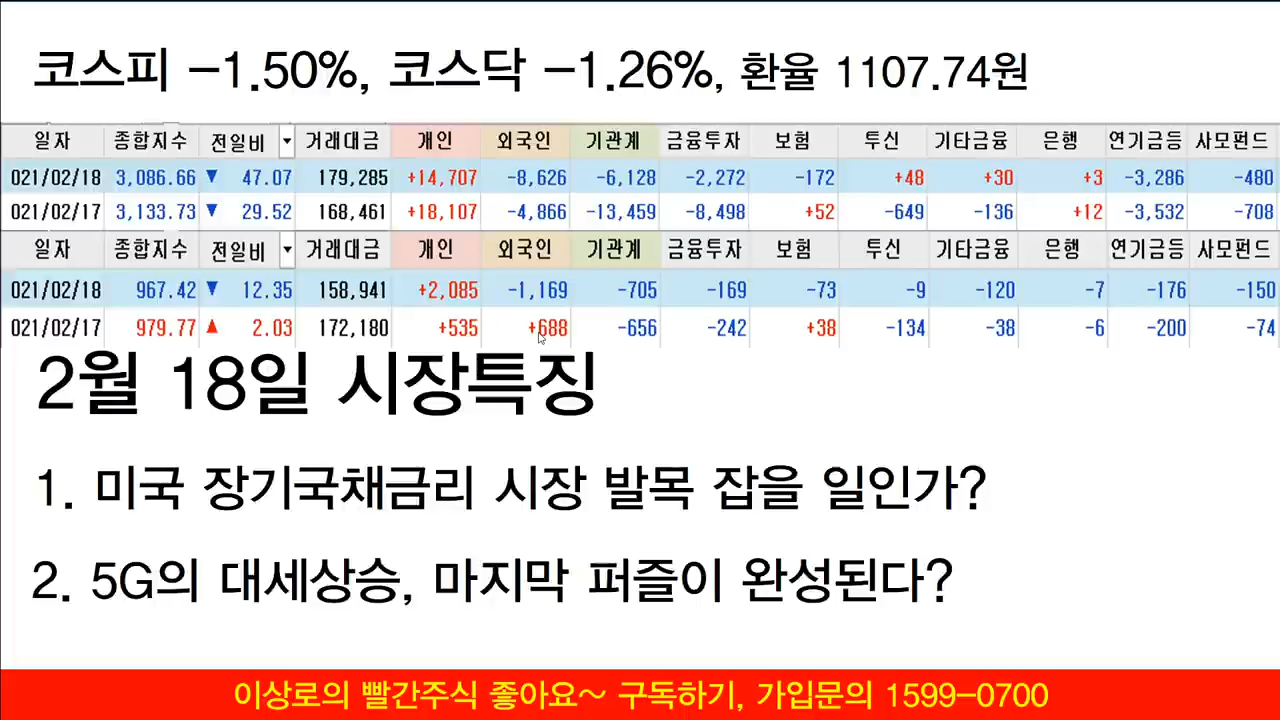 코스피 -1.50%, 코스닥 -1.26%, 환율 1107.74원
일자 종합지수 전일비 ▼ 거래대금 개인 외국인 기관계 금융투자 보험 투신 기타금융 은행 연기금등 사모펀드
021/02/18 3,086.66 ▼ 47.07 179,285 +14,707 -8,626 -6,128 -2,272 -172 +48 +30 +3 -3,286 -480
021/02/17 3,133.73 ▼ 29.52 168,461 +18,107 -4,866 -13,459 -8,498 +52 -649 -136 +12 -3,532 -708
일자 종합지수 전일비 ▼ 거래대금 개인 외국인 기관계 금융투자 보험 투신 기타금융 은행 연기금등 사모펀드
021/02/18 967.42 ▼ 12.35 158,941 +2,085 -1,169 -705 -169 -73 -9 -120 -7 -176 -150
021/02/17 979.77 ▲ 2.03 172,180 +535 +688 -656 -242 +38 -134 -38 -6 -200 -74
2월 18일 시장특징
1. 미국 장기국채금리 시장 발목 잡을 일인가?
2. 5G의 대세상승, 마지막 퍼즐이 완성된다?
이상로의 빨간주식 좋아요~ 구독하기, 가입문의 1599-0700